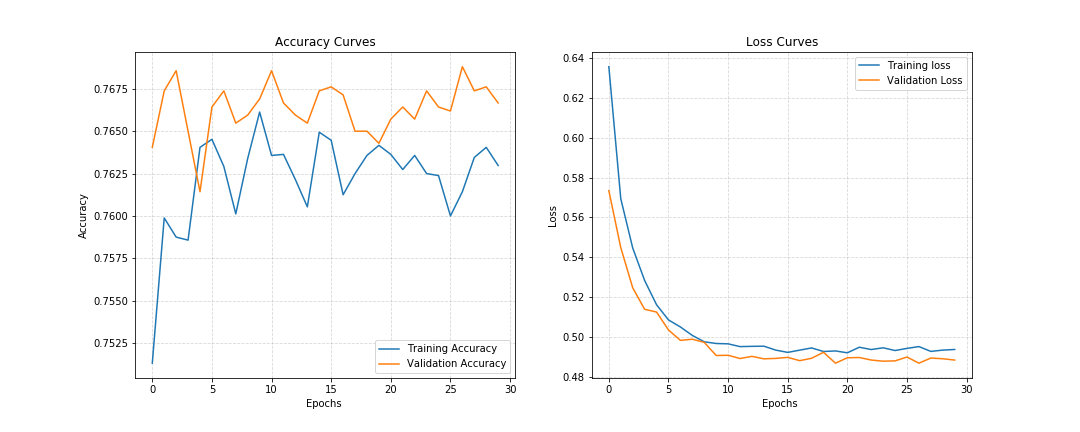 Accuracy Curves
Accuracy
0.7675
0.7650
0.7625
0.7600
0.7575
0.7550
0.7525
Training Accuracy
Validation Accuracy
0 5 10 15 20 25 30
Epochs
Loss Curves
Loss
0.64
0.62
0.60
0.58
0.56
0.54
0.52
0.50
0.48
Training loss
Validation Loss
0 5 10 15 20 25 30
Epochs